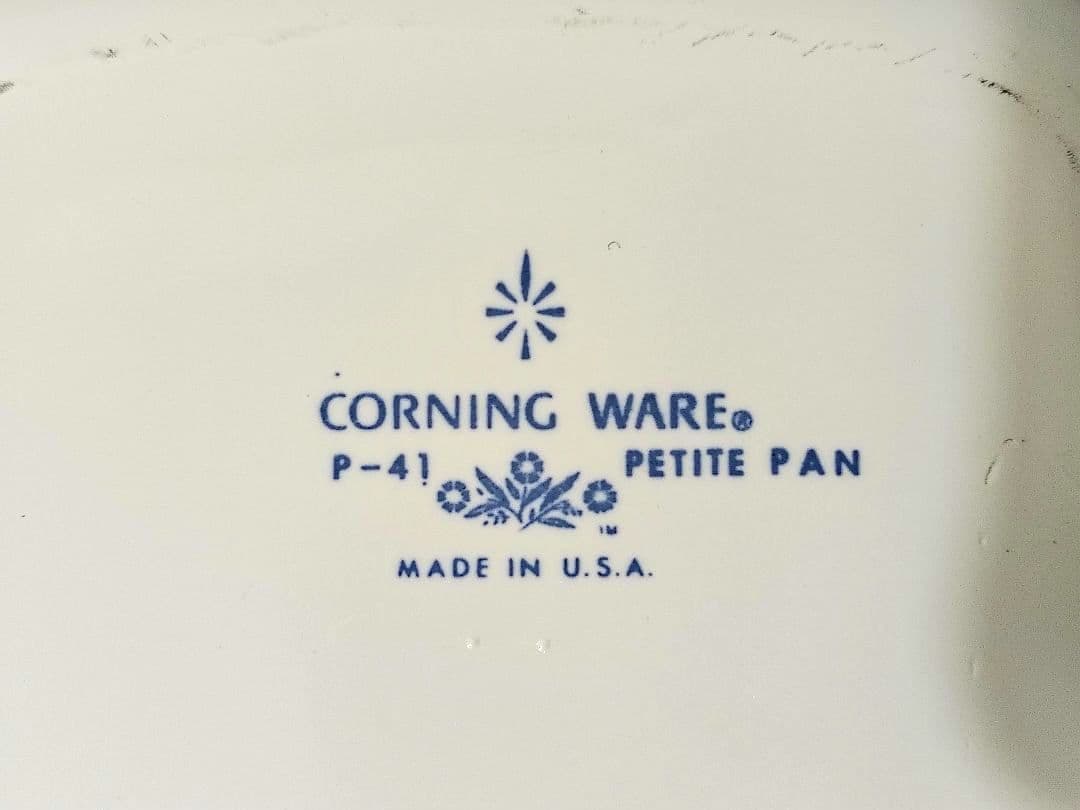 CORNING WARE®
P-41 PETITE PAN
TM
MADE IN U.S.A.